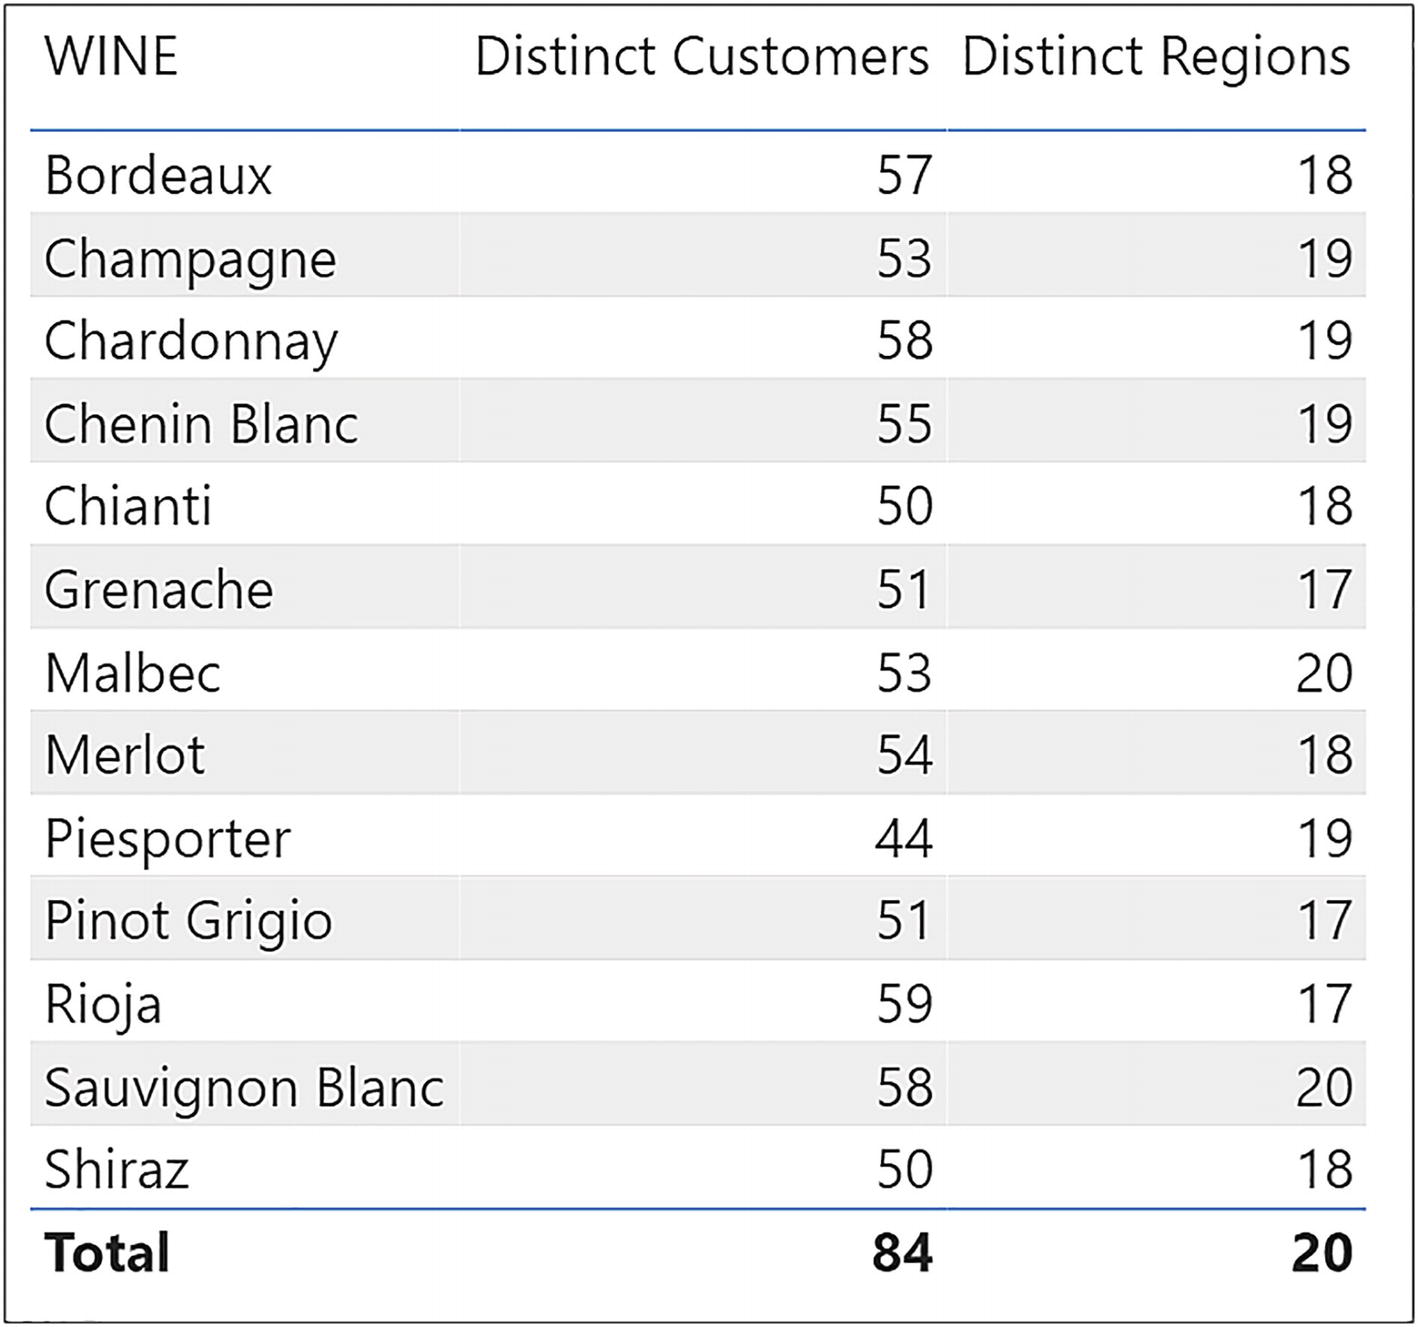 WINE Distinct Customers Distinct Regions
Bordeaux 57 18
Champagne 53 19
Chardonnay 58 19
Chenin Blanc 55 19
Chianti 50 18
Grenache 51 17
Malbec 53 20
Merlot 54 18
Piesporter 44 19
Pinot Grigio 51 17
Rioja 59 17
Sauvignon Blanc 58 20
Shiraz 50 18
Total 84 20